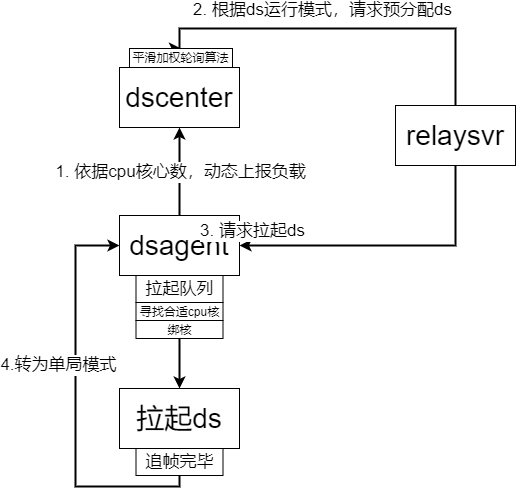 2. 根据ds运行模式，请求预分配ds
平滑加权轮询算法
dscenter
relaysvr
1. 依据cpu核心数，动态上报负载
3. 请求拉起ds
dsagent
拉起队列
寻找合适cpu核
绑核
4.转为单局模式
拉起ds
追帧完毕